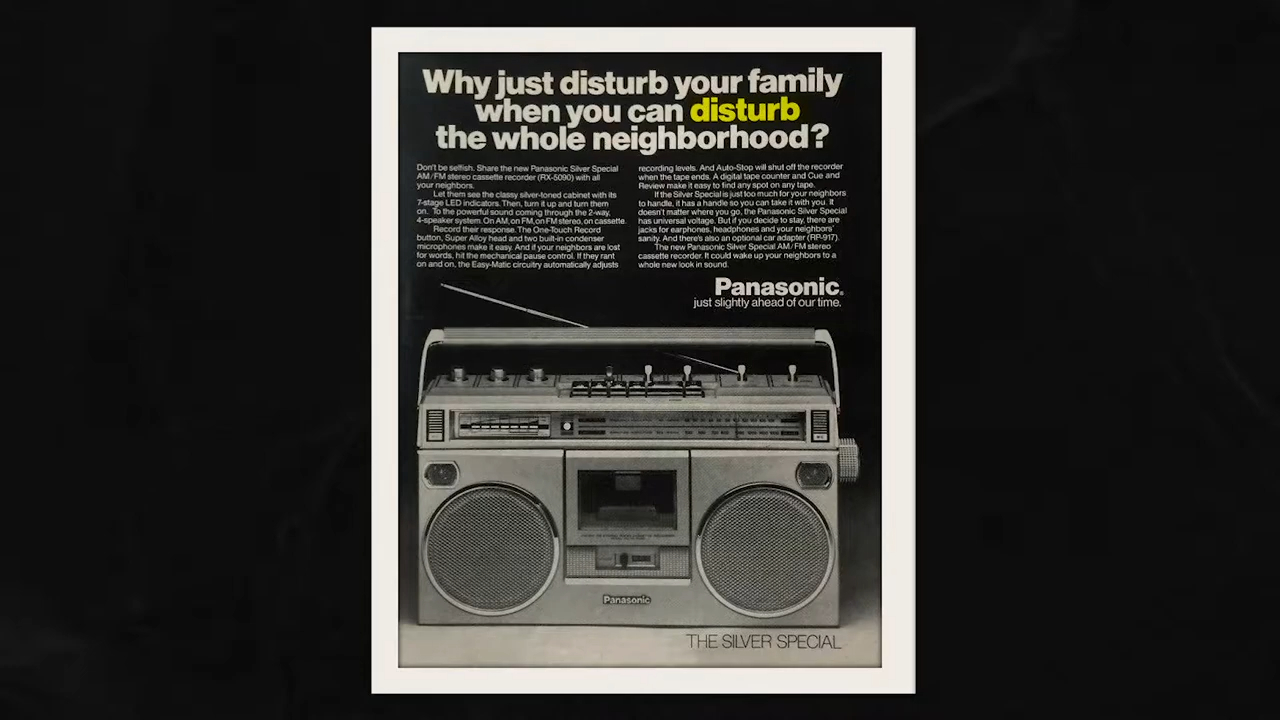 Why just disturb your family
when you can disturb
the whole neighborhood?
Don't be selfish. Share the new Panasonic Silver Special
AM/FM stereo cassette recorder (RX-5090) with all
your neighbors.
Let them see the classy silver-toned cabinet with its
7-stage LED indicators. Then, turn it up and turn them
on. To the powerful sound coming through the 2-way,
4-speaker system. On AM, on FM, on FM stereo, on cassette.
Record their response. The One-Touch Record
button, Super Alloy head and two built-in condenser
microphones make it easy. And if your neighbors are lost
for words, hit the mechanical pause control. If they rant
on and on, the Easy-Matic circuitry automatically adjusts
recording levels. And Auto-Stop will shut off the recorder
when the tape ends. A digital tape counter and Cue and
Review make it easy to find any spot on any tape.
If the Silver Special is just too much for your neighbors
to handle, it has a handle so you can take it with you. It
doesn't matter where you go, the Panasonic Silver Special
has universal voltage. But if you decide to stay, there are
jacks for earphones, headphones and your neighbors'
sanity. And there's also an optional car adapter (RP-917).
The new Panasonic Silver Special AM/FM stereo
cassette recorder. It could wake up your neighbors to a
whole new look in sound.
Panasonic®
just slightly ahead of our time.
Panasonic
THE SILVER SPECIAL